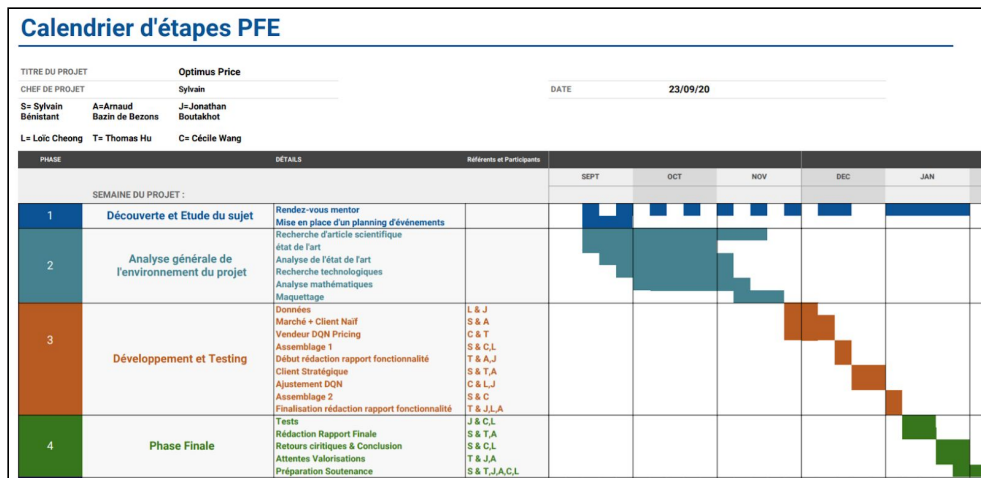 Calendrier d'étapes PFE
TITRE DU PROJET Optimus Price
CHEF DE PROJET Sylvain DATE 23/09/20
S= Sylvain A=Arnaud J=Jonathan
Bénistant Bazin de Bezons Boutakhot
L= Loïc Cheong T= Thomas Hu C= Cécile Wang
PHASE DÉTAILS Référents et Participants
SEPT OCT NOV DEC JAN
SEMAINE DU PROJET :
1 Découverte et Etude du sujet
Rendez-vous mentor
Mise en place d'un planning d'événements
2 Analyse générale de
l'environnement du projet
Recherche d'article scientifique
état de l'art
Analyse de l'état de l'art
Recherche technologiques
Analyse mathématiques
Maquettage
3 Développement et Testing
Données L & J
Marché + Client Naïf S & A
Vendeur DQN Pricing C & T
Assemblage 1 S & C,L
Début rédaction rapport fonctionnalité T & A,J
Client Stratégique S & T,A
Ajustement DQN C & L,J
Assemblage 2 S & C
Finalisation rédaction rapport fonctionnalité T & J,L,A
4 Phase Finale
Tests J & C,L
Rédaction Rapport Finale S & T,A
Retours ciritiques & Conclusion S & C,L
Attentes Valorisations T & J,A
Préparation Soutenance S & T,J,A,C,L